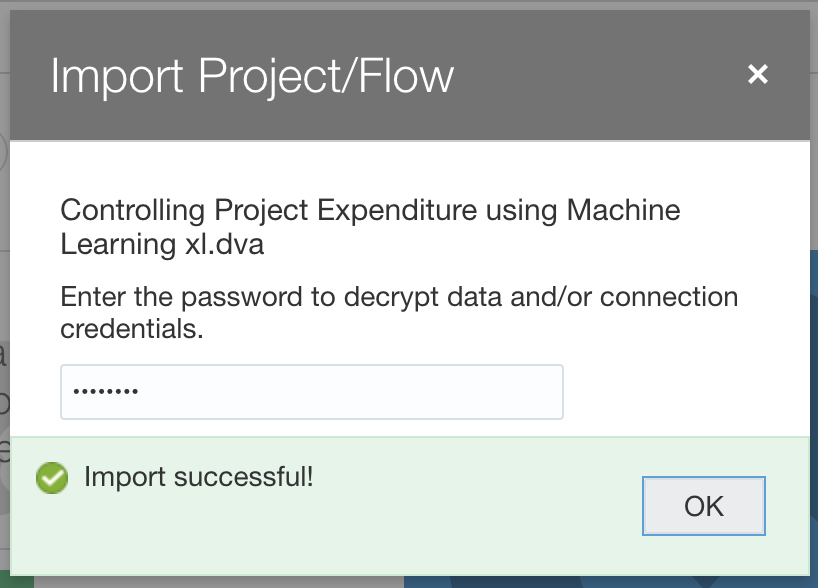 Import Project/Flow
Controlling Project Expenditure using Machine
Learning xl.dva
Enter the password to decrypt data and/or connection
credentials.
••••••••
Import successful!
OK